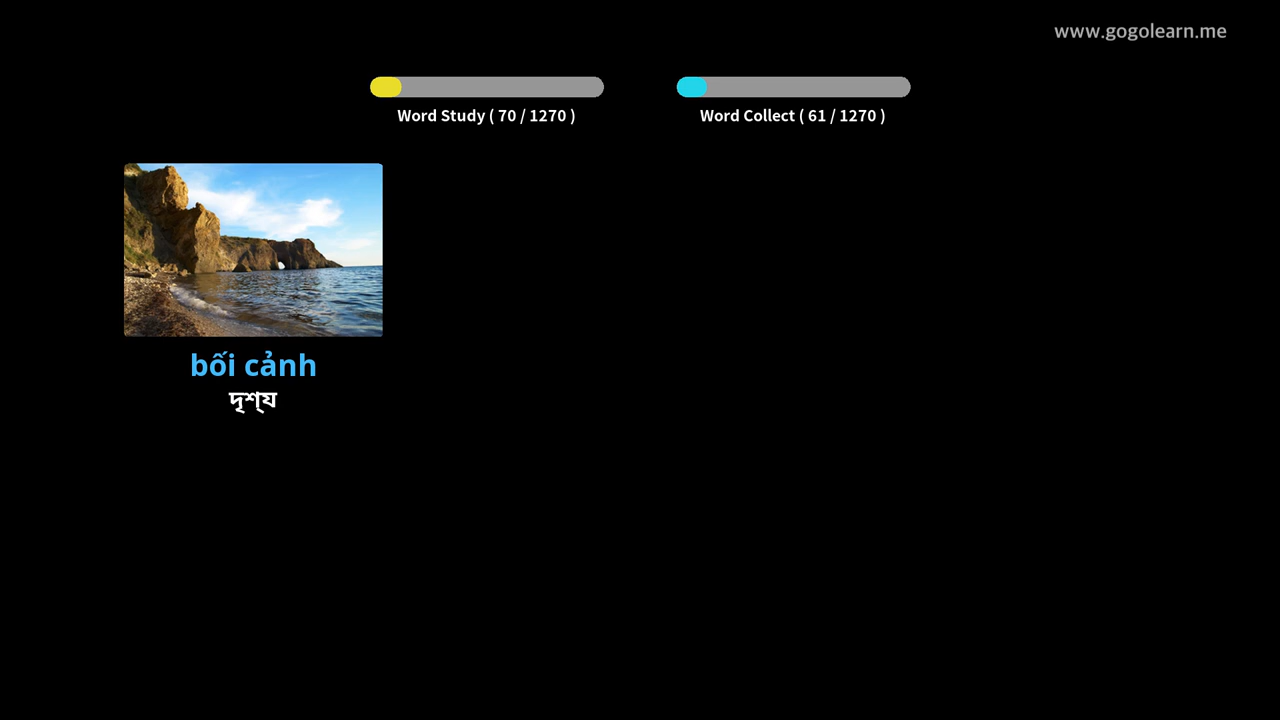 www.gogolearn.me
Word Study ( 70 / 1270 )
Word Collect ( 61 / 1270 )
bối cảnh
দৃশ্য